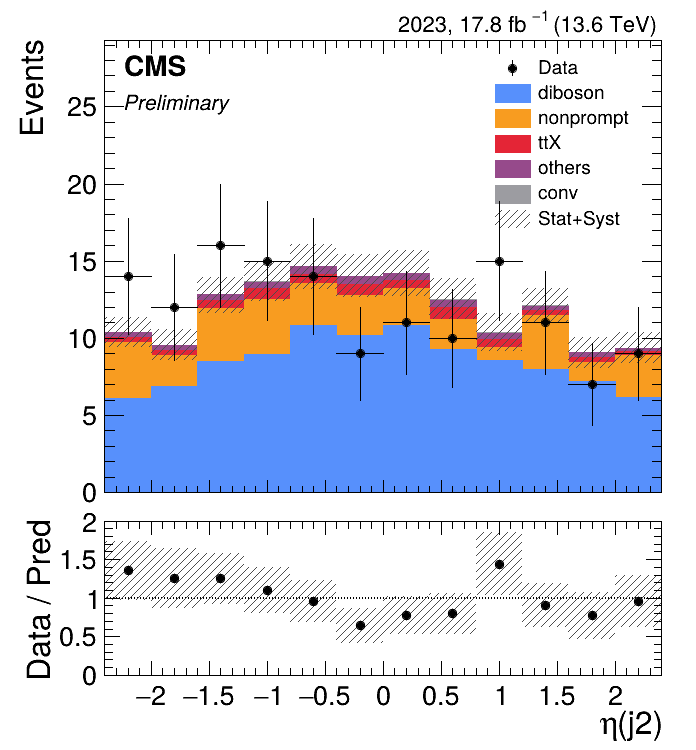 2023, 17.8 fb⁻¹ (13.6 TeV)
CMS
Preliminary
Events
25
20
15
10
5
0
Data
diboson
nonprompt
ttX
others
conv
Stat+Syst
Data / Pred
2
1.5
1
0.5
0
−2 −1.5 −1 −0.5 0 0.5 1 1.5 2
η(j2)